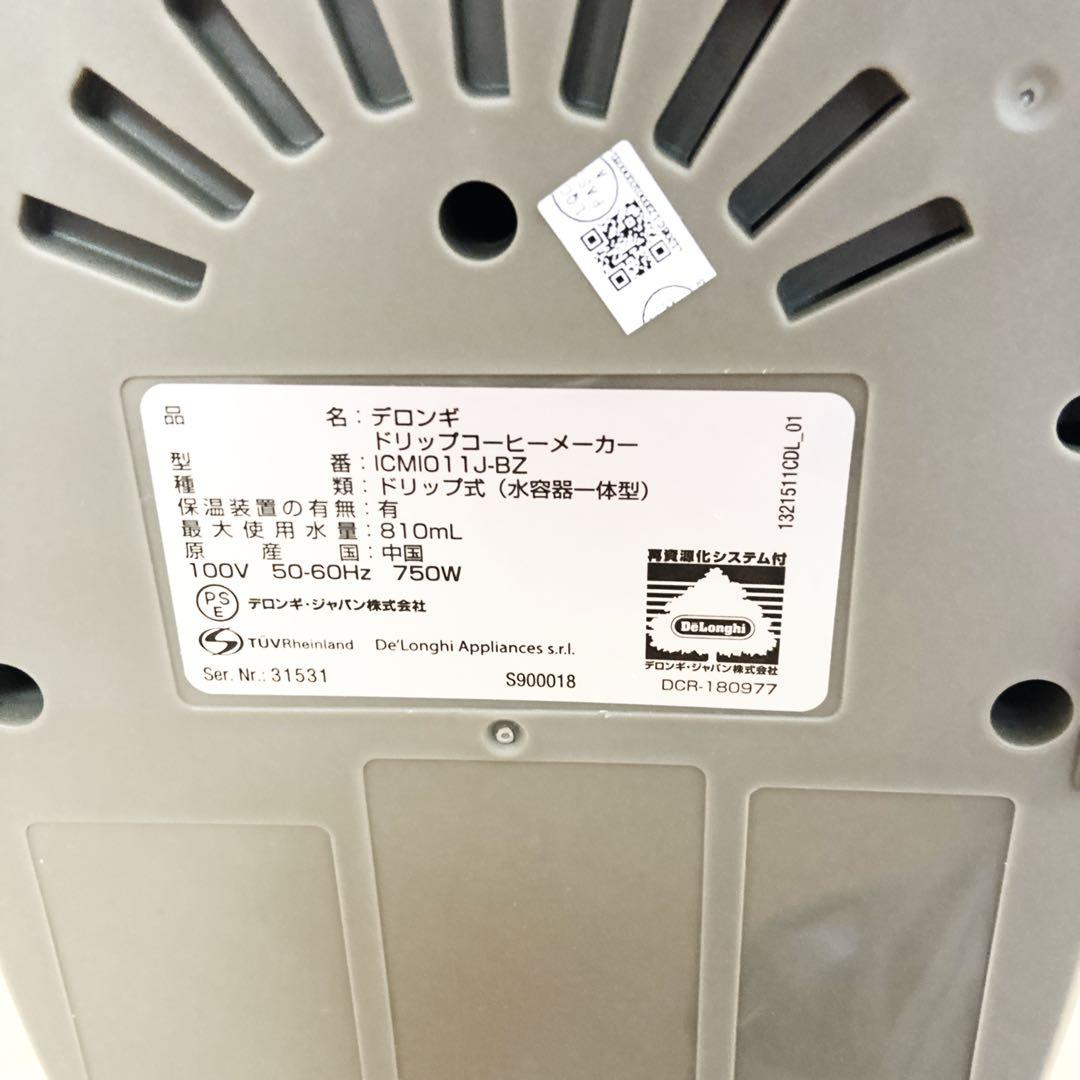 品名：デロンギ
ドリップコーヒーメーカー
型番：ICMI011J-BZ
種類：ドリップ式（水容器一体型）
保温装置の有無：有
最大使用水量：810mL
原産国：中国
100V 50-60Hz 750W
PSE デロンギ・ジャパン株式会社
TÜVRheinland De'Longhi Appliances s.r.l.
Ser. Nr.: 31531 S900018
再資源化システム付
DeLonghi
デロンギ・ジャパン株式会社
DCR-180977
1321511CDL_01